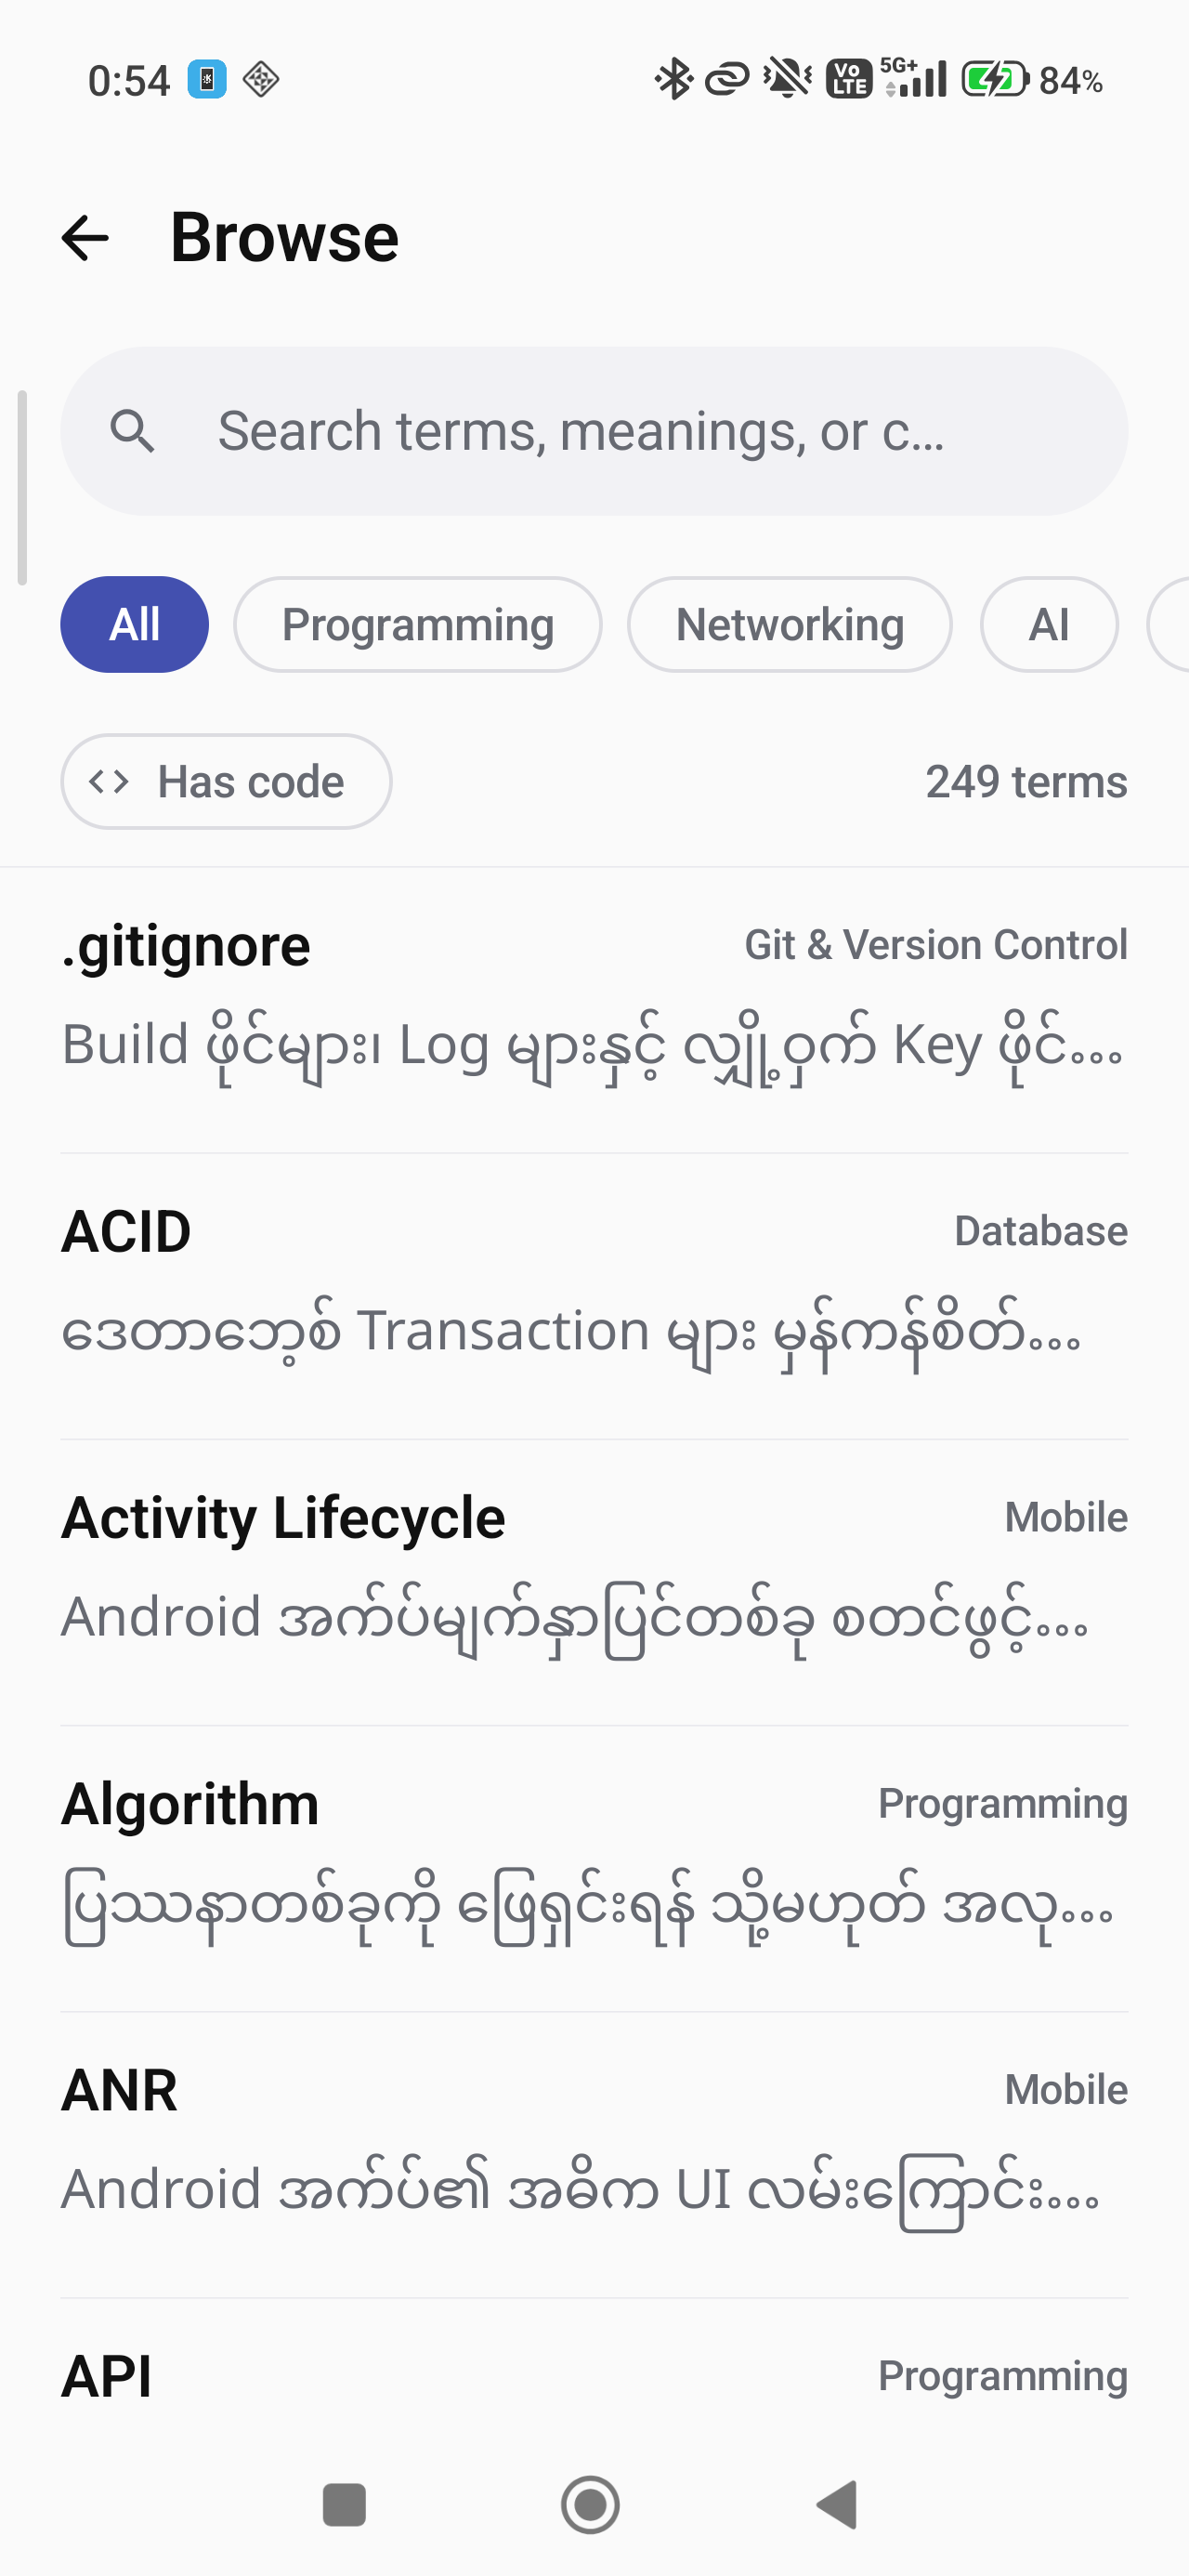 0:54
Vo LTE 5G+ 84%
Browse
Search terms, meanings, or c...
All Programming Networking AI
Has code 249 terms
.gitignore Git & Version Control
Build ဖိုင်များ၊ Log များနှင့် လျှို့ဝှက် Key ဖိုင်...
ACID Database
ဒေတာဘေ့စ် Transaction များ မှန်ကန်စိတ်...
Activity Lifecycle Mobile
Android အက်ပ်မျက်နှာပြင်တစ်ခု စတင်ဖွင့်...
Algorithm Programming
ပြဿနာတစ်ခုကို ဖြေရှင်းရန် သို့မဟုတ် အလု...
ANR Mobile
Android အက်ပ်၏ အဓိက UI လမ်းကြောင်း...
API Programming